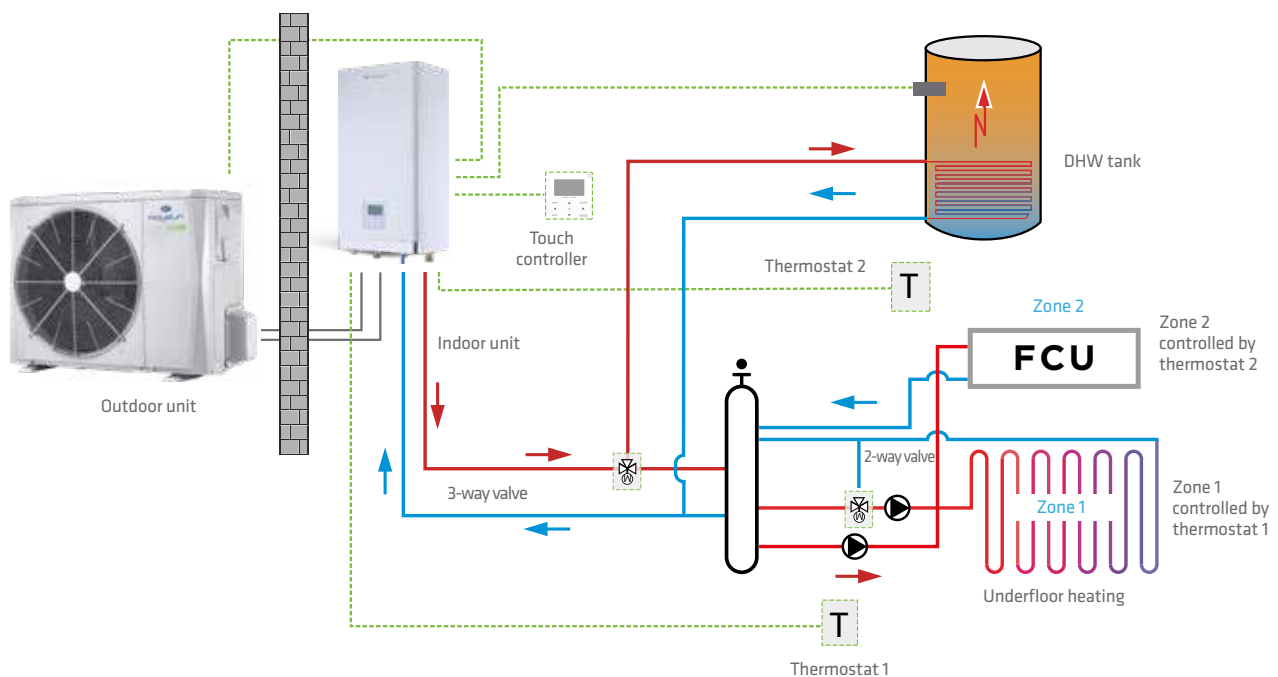 DHW tank
Touch
controller
Thermostat 2
T
Zone 2
FCU
Zone 2
controlled by
thermostat 2
Indoor unit
Outdoor unit
3-way valve
M
2-way valve
M
Zone 1
Zone 1
controlled by
thermostat 1
Underfloor heating
T
Thermostat 1